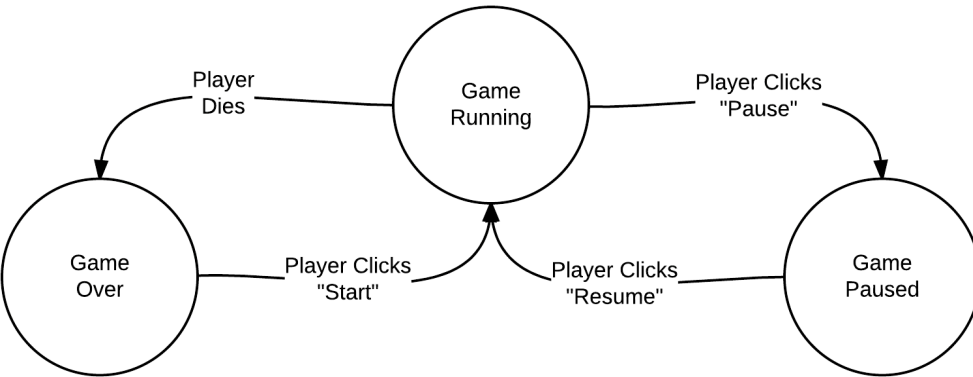 Player
Dies
Game
Running
Player Clicks
"Pause"
Game
Over
Player Clicks
"Start"
Player Clicks
"Resume"
Game
Paused